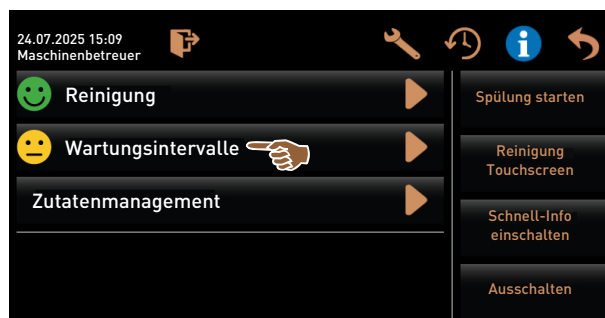 24.07.2025 15:09
Maschinenbetreuer
Reinigung
Wartungsintervalle
Zutatenmanagement
Spülung starten
Reinigung
Touchscreen
Schnell-Info
einschalten
Ausschalten